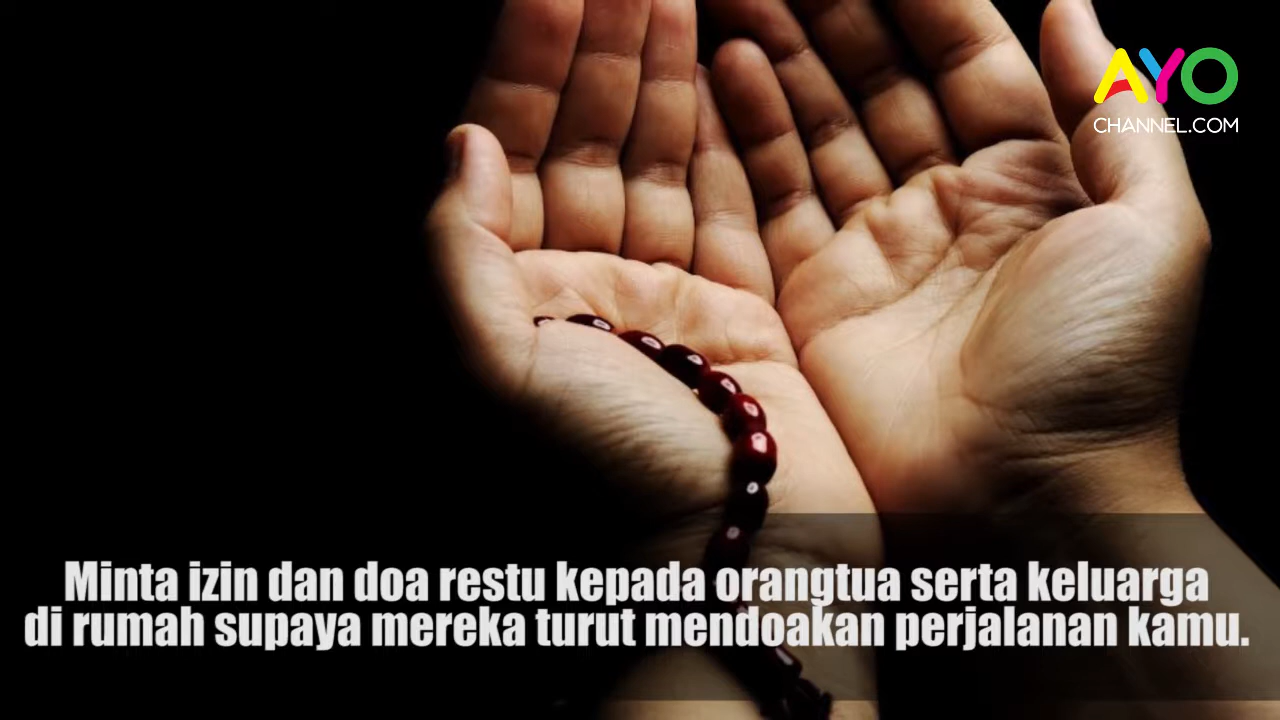 AYO
CHANNEL.COM
Minta izin dan doa restu kepada orangtua serta keluarga
di rumah supaya mereka turut mendoakan perjalanan kamu.